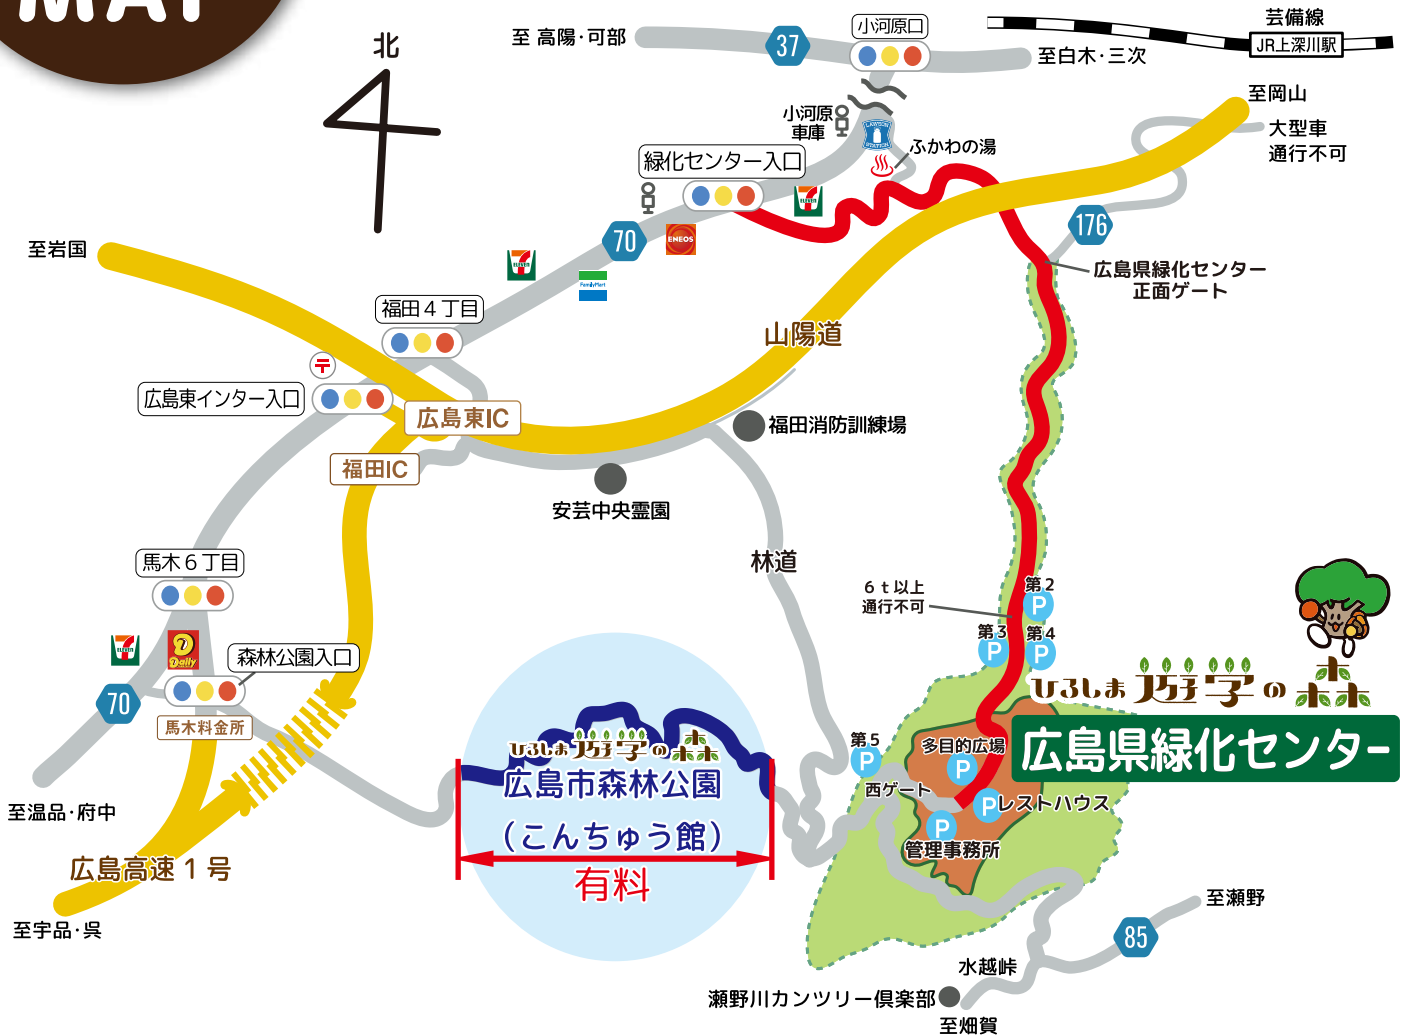 MAP
北
至 高陽・可部
37
小河原口
至白木・三次
芸備線
JR上深川駅
至岡山
大型車
通行不可
小河原
車庫
LAWSON
STATION
ふかわの湯
緑化センター入口
7
ELEVEN
176
70
ENEOS
広島県緑化センター
正面ゲート
至岩国
7
ELEVEN
FamilyMart
福田４丁目
山陽道
〒
広島東インター入口
広島東IC
福田消防訓練場
福田IC
安芸中央霊園
馬木６丁目
林道
6ｔ以上
通行不可
第2
P
第3
P
第4
P
7
ELEVEN
D
Daily
森林公園入口
70
馬木料金所
ひろしま遊学の森
広島県緑化センター
ひろしま遊学の森
広島市森林公園
(こんちゅう館)
有料
第5
P
多目的広場
P
西ゲート
P
レストハウス
P
管理事務所
至温品・府中
広島高速１号
至宇品・呉
至瀬野
85
水越峠
瀬野川カンツリー倶楽部
至畑賀